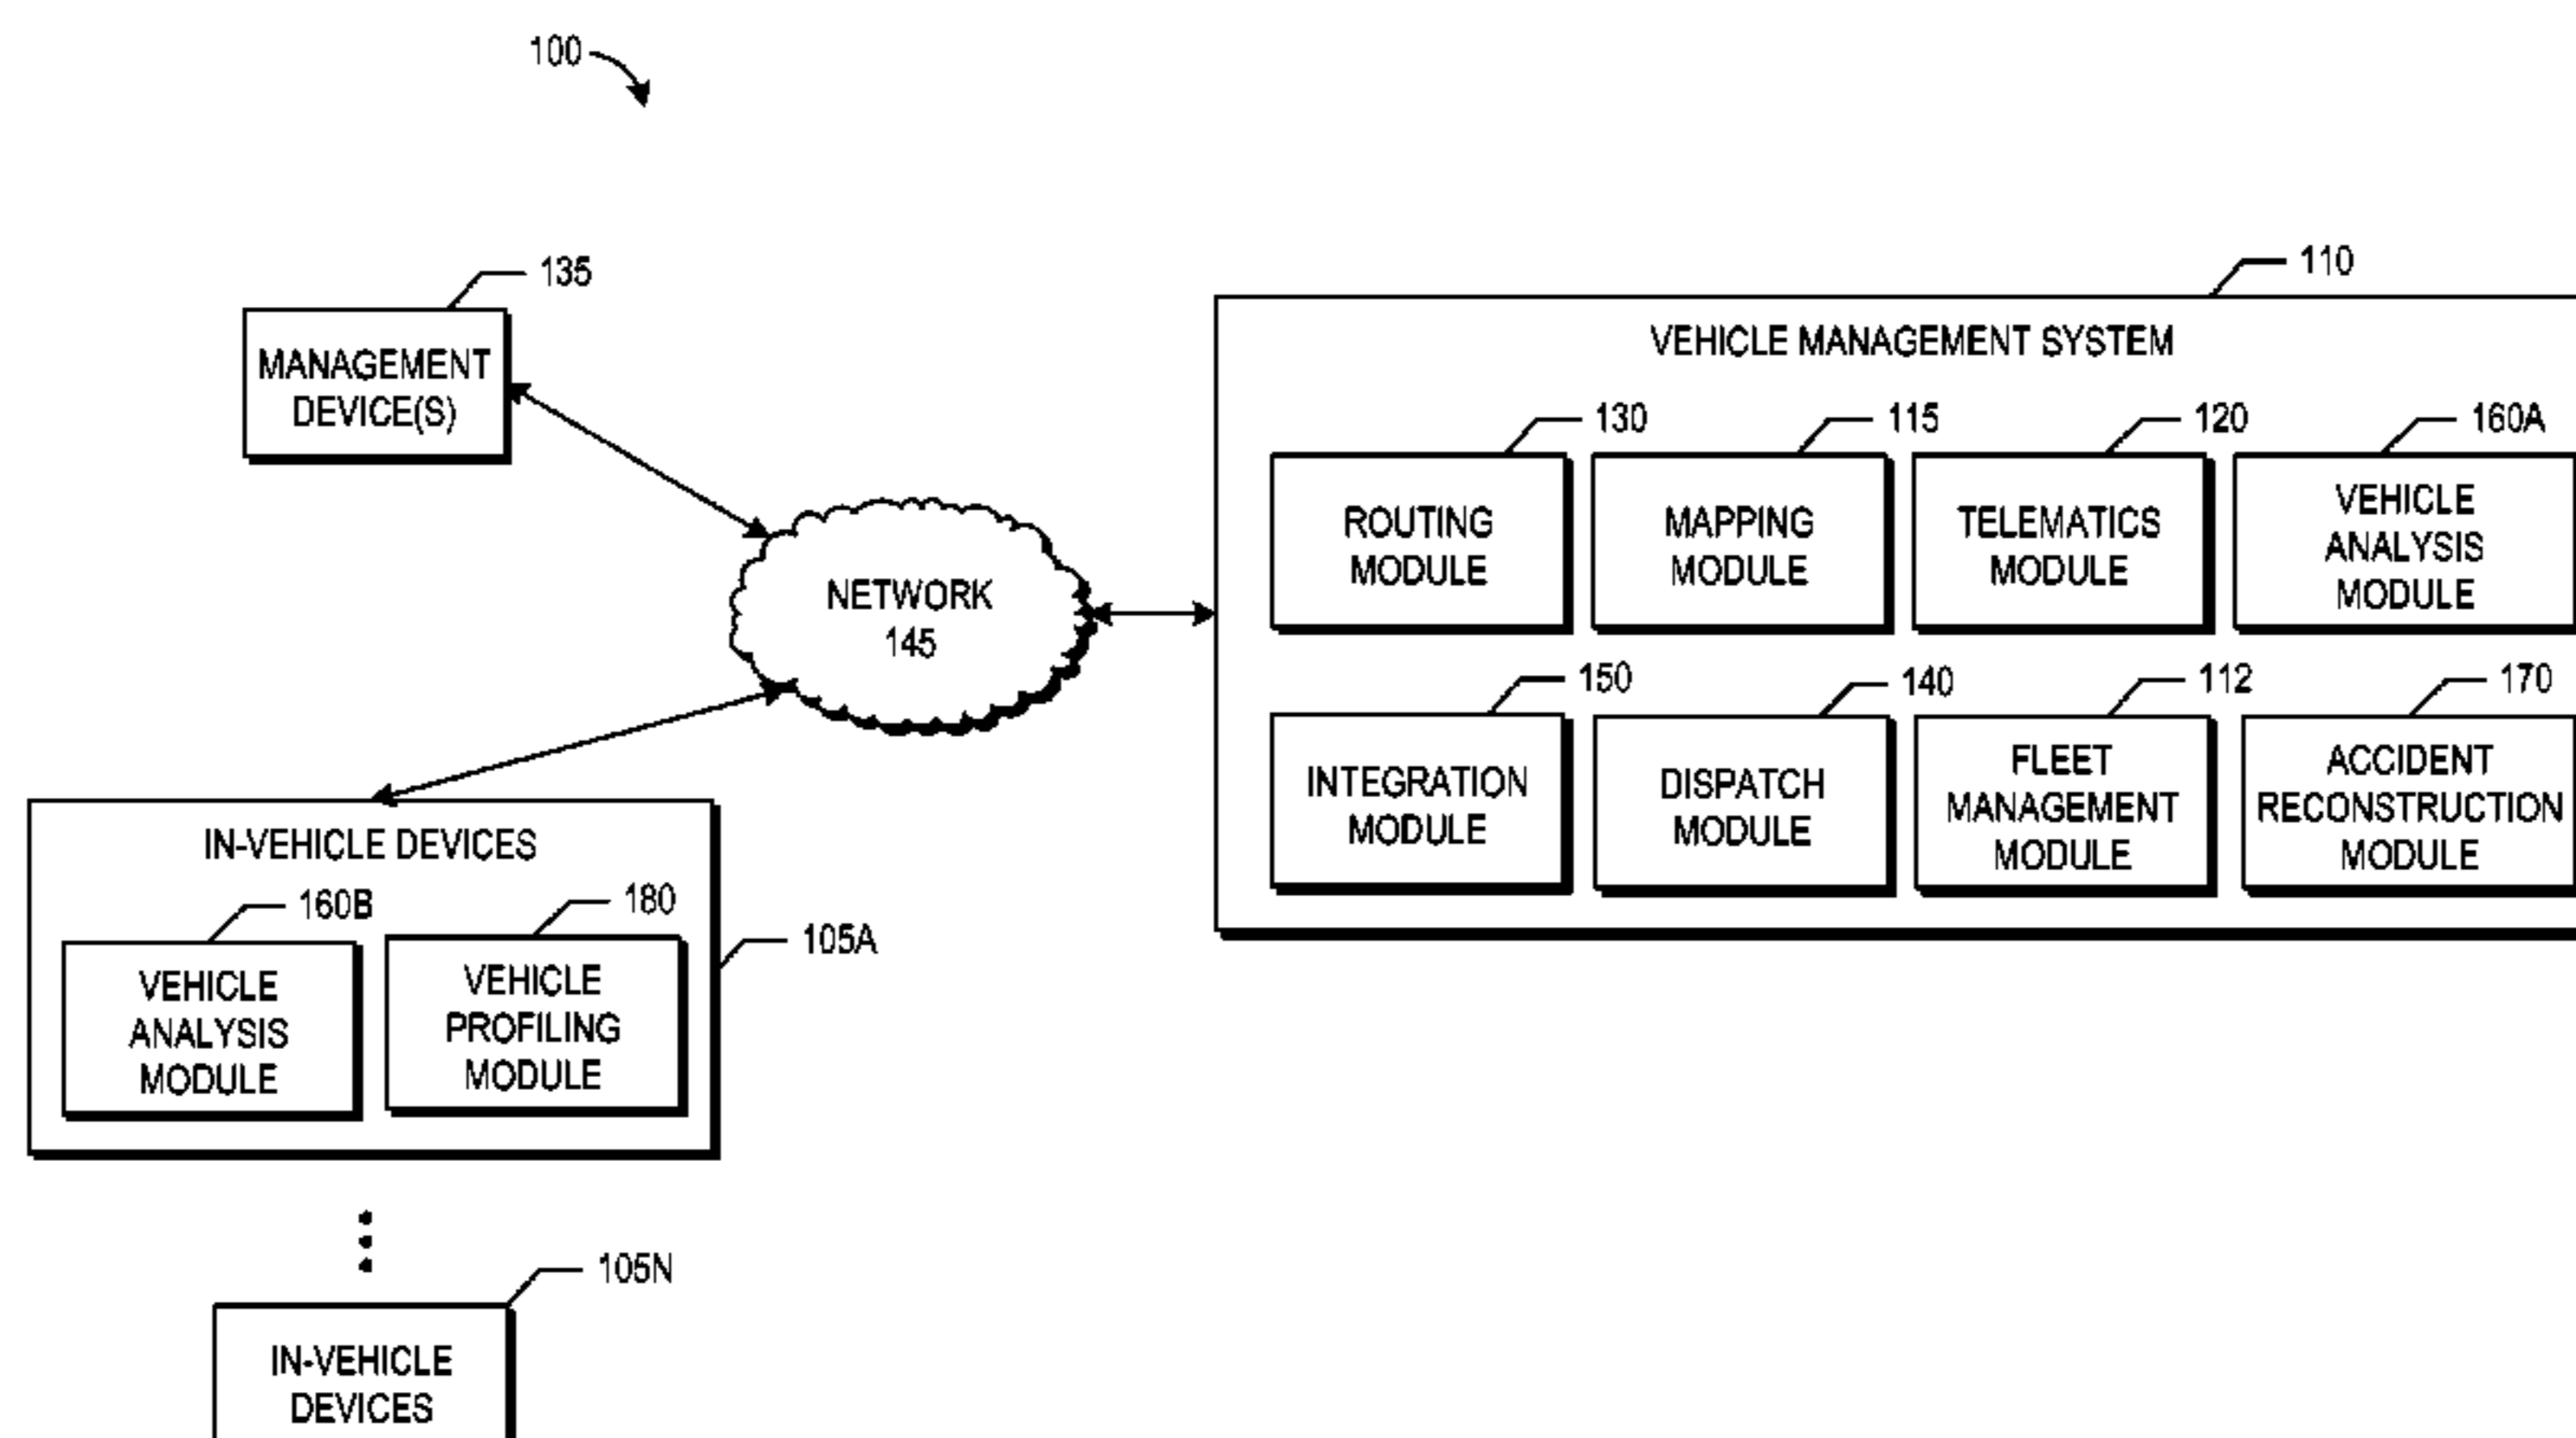 100
135
MANAGEMENT
DEVICE(S)
NETWORK
145
110
VEHICLE MANAGEMENT SYSTEM
130
ROUTING
MODULE
115
MAPPING
MODULE
120
TELEMATICS
MODULE
160A
VEHICLE
ANALYSIS
MODULE
150
INTEGRATION
MODULE
140
DISPATCH
MODULE
112
FLEET
MANAGEMENT
MODULE
170
ACCIDENT
RECONSTRUCTION
MODULE
IN-VEHICLE DEVICES
105A
160B
VEHICLE
ANALYSIS
MODULE
180
VEHICLE
PROFILING
MODULE
105N
IN-VEHICLE
DEVICES